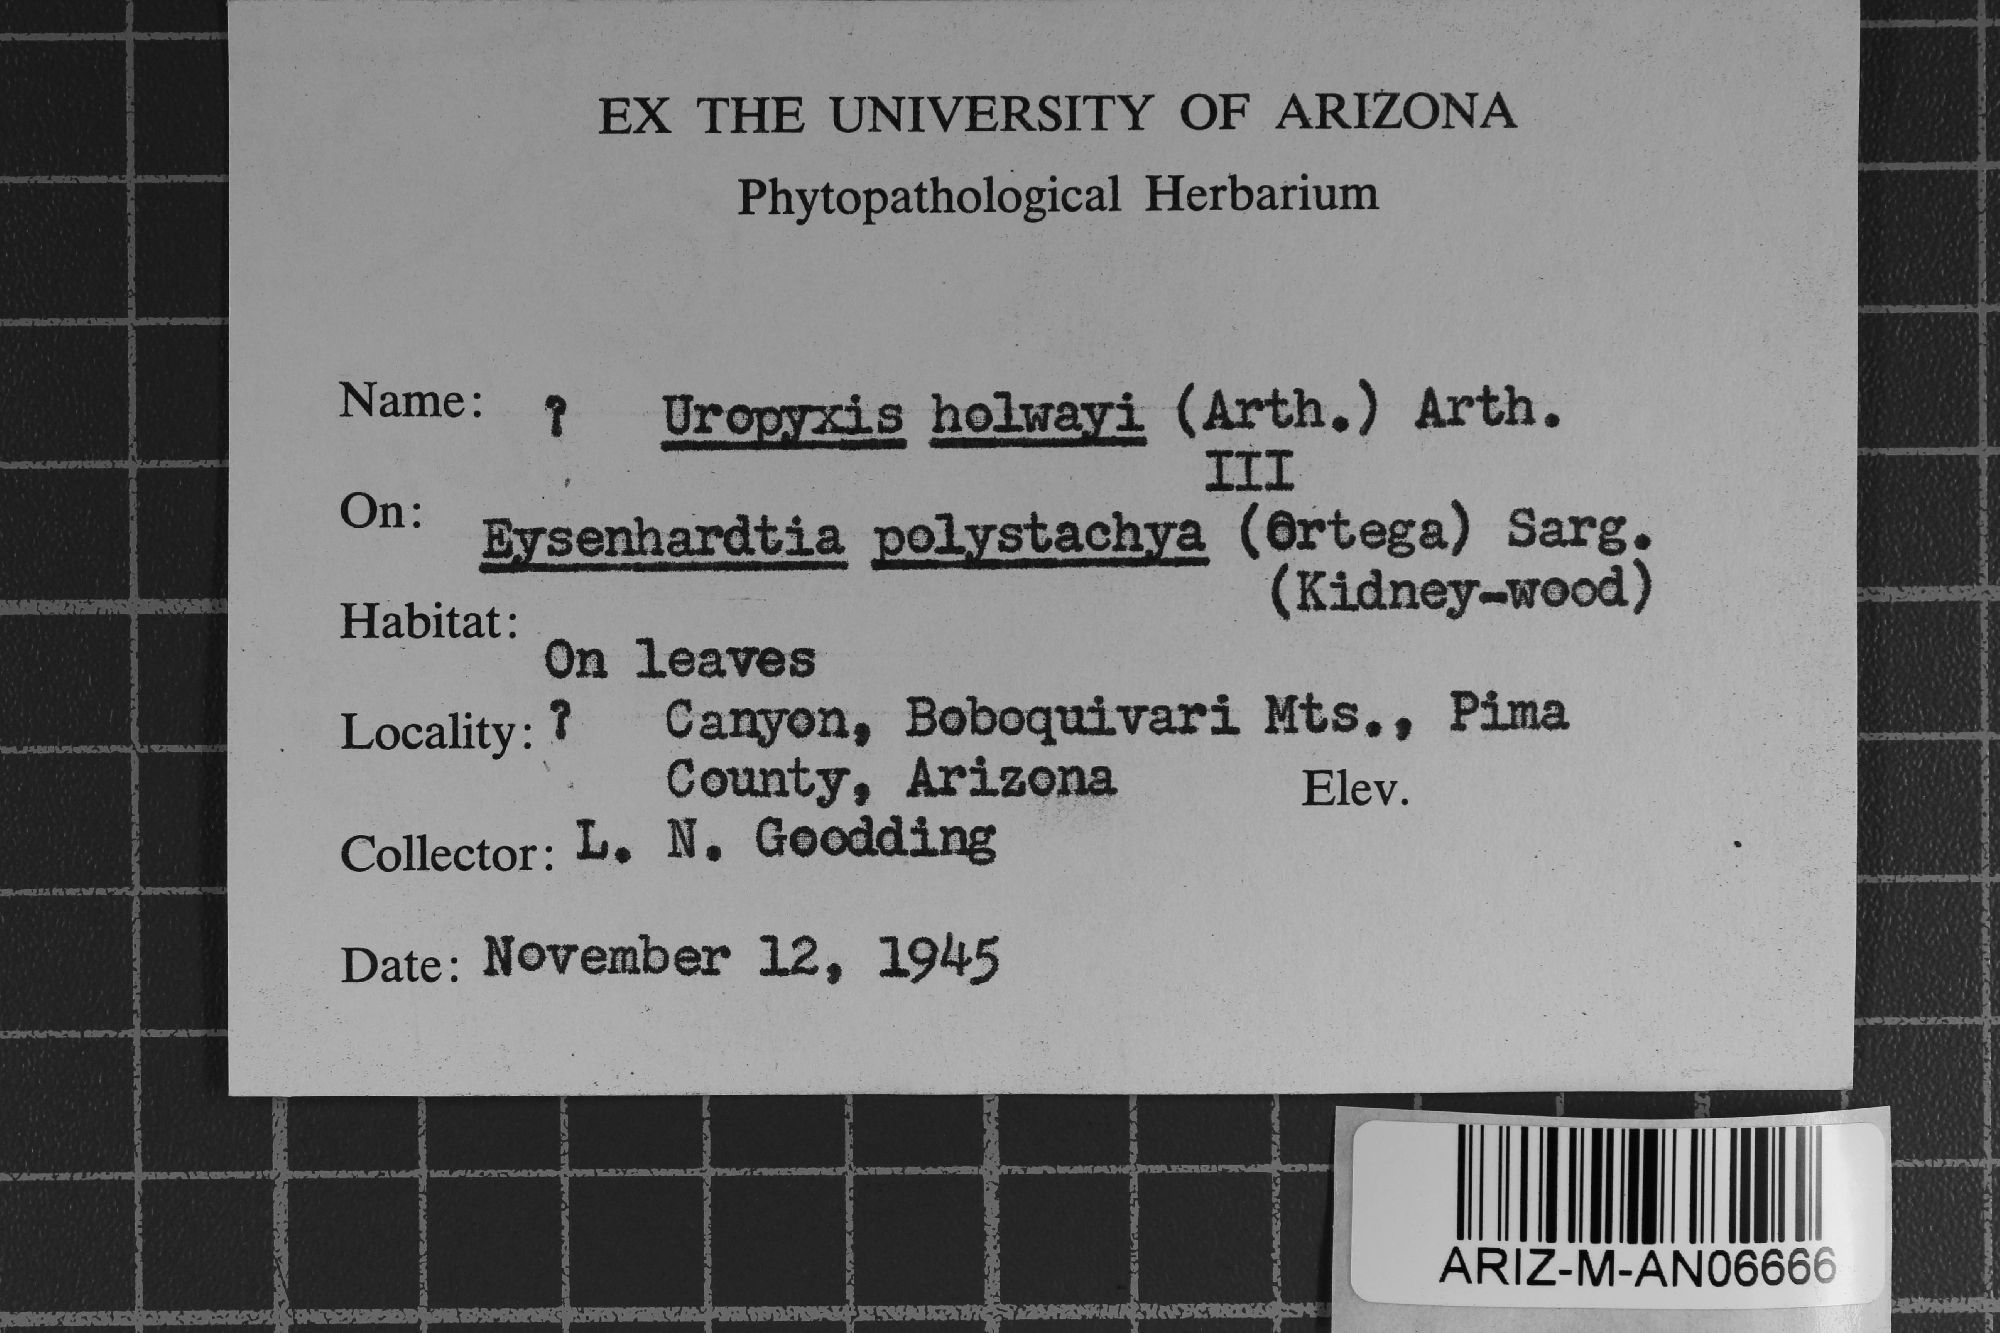 EX THE UNIVERSITY OF ARIZONA
Phytopathological Herbarium
Name: ? Uropyxis holwayi (Arth.) Arth.
III
On: Eysenhardtia polystachya (Ortega) Sarg.
(Kidney-wood)
Habitat:
On leaves
Locality: ? Canyon, Boboquivari Mts., Pima
County, Arizona Elev.
Collector: L. N. Goodding
Date: November 12, 1945
ARIZ-M-AN06666